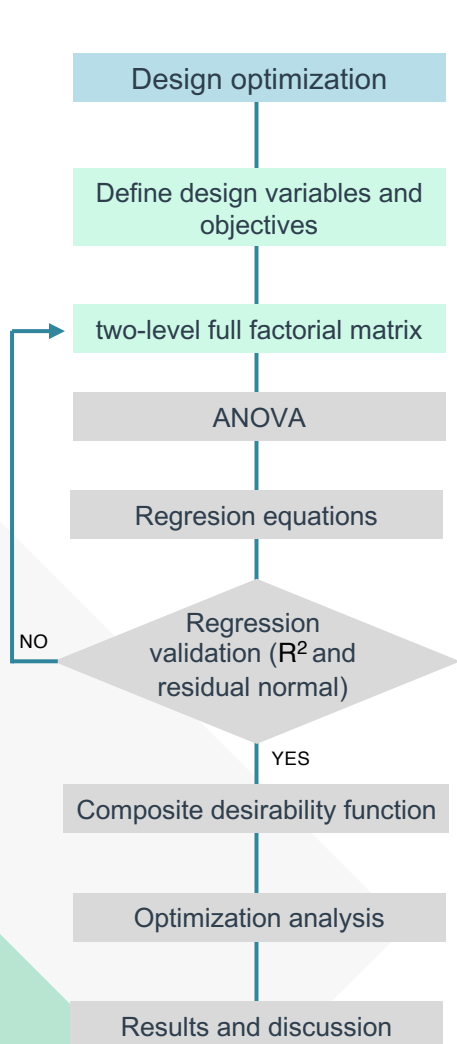 Design optimization
Define design variables and
objectives
two-level full factorial matrix
ANOVA
Regresion equations
Regression
validation (R² and
residual normal)
NO
YES
Composite desirability function
Optimization analysis
Results and discussion